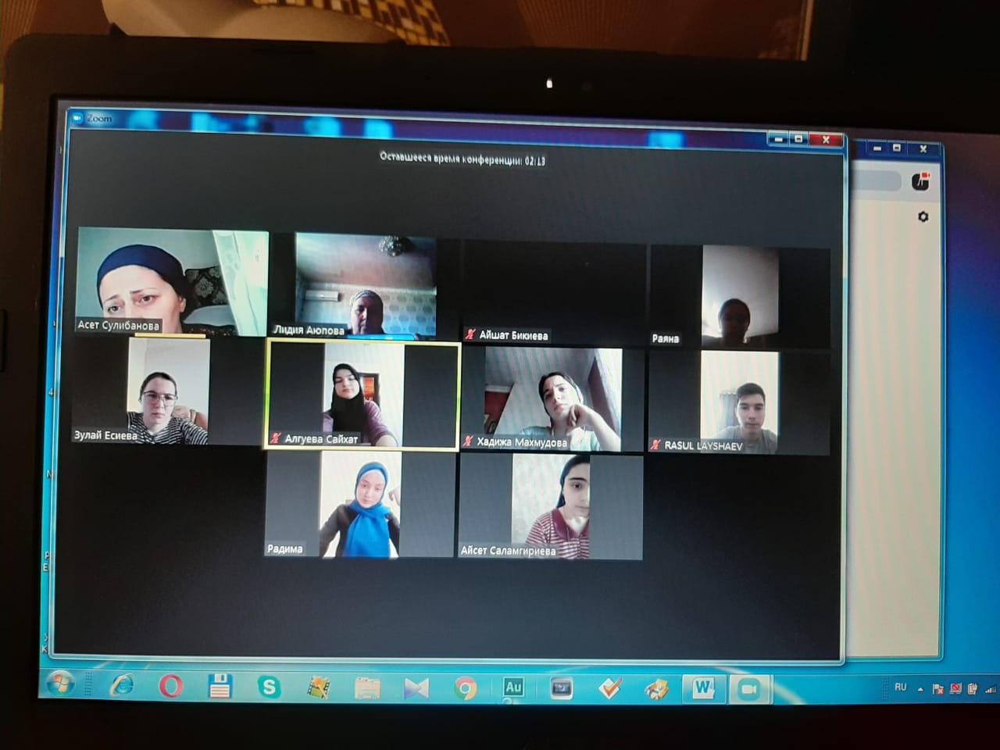 Zoom
Оставшееся время конференции: 02:13
Асет Сулибанова
Лидия Аюпова
Айшат Бикиева
Раяна
Зулай Есиева
Алгуева Сайхат
Хадижа Махмудова
RASUL LAYSHAEV
Радима
Айсет Саламгириева
S
Au
W
RU